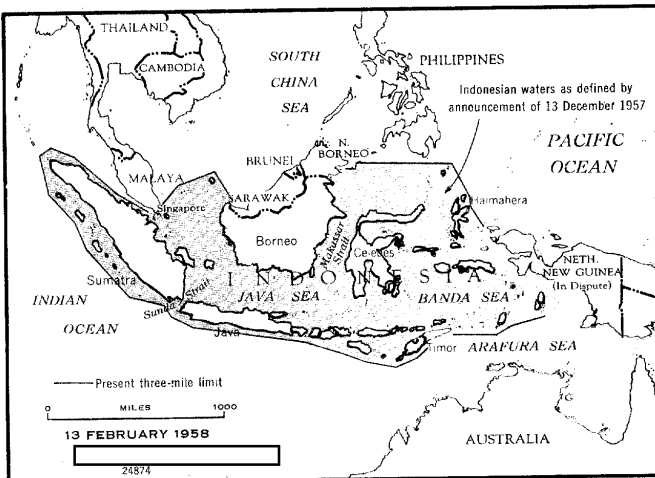 THAILAND
CAMBODIA
SOUTH
CHINA
SEA
PHILIPPINES
Indonesian waters as defined by
announcement of 13 December 1957
PACIFIC
OCEAN
N.
BORNEO
BRUNEI
MALAYA
SARAWAK
Singapore
Halmahera
Borneo
Makassar
Strait
Celebes
NETH.
NEW GUINEA
(In Dispute)
Sumatra
INDONESIA
JAVA SEA
BANDA SEA
INDIAN
OCEAN
Sunda Strait
Java
Timor
ARAFURA SEA
Present three-mile limit
0 MILES 1000
AUSTRALIA
13 FEBRUARY 1958
24874